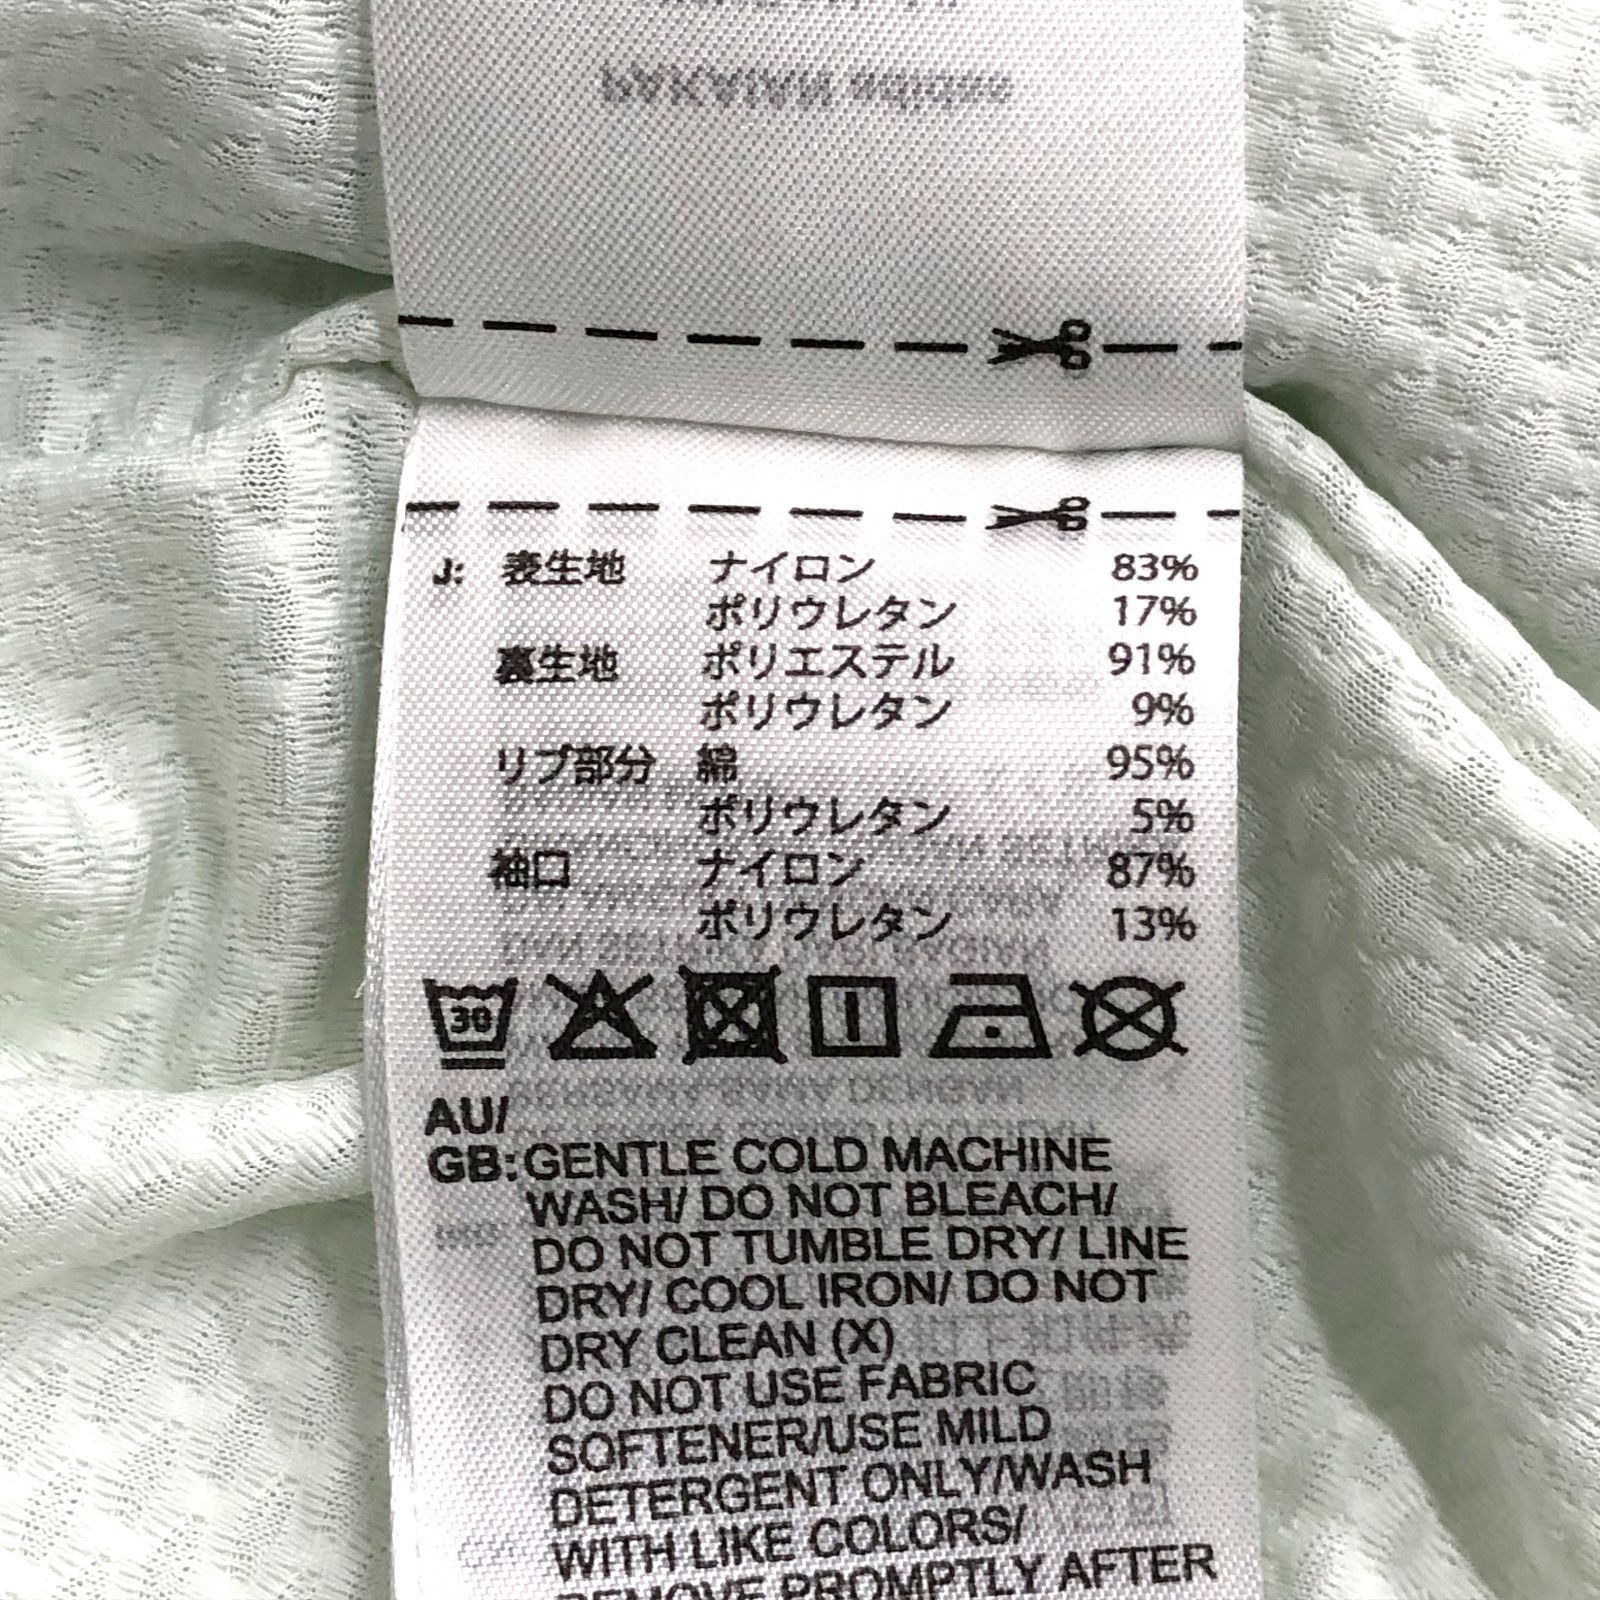 J: 表生地 ナイロン 83%
ポリウレタン 17%
裏生地 ポリエステル 91%
ポリウレタン 9%
リブ部分 綿 95%
ポリウレタン 5%
袖口 ナイロン 87%
ポリウレタン 13%
30
AU/
GB: GENTLE COLD MACHINE
WASH/ DO NOT BLEACH/
DO NOT TUMBLE DRY/ LINE
DRY/ COOL IRON/ DO NOT
DRY CLEAN (X)
DO NOT USE FABRIC
SOFTENER/USE MILD
DETERGENT ONLY/WASH
WITH LIKE COLORS/
REMOVE PROMPTLY AFTER